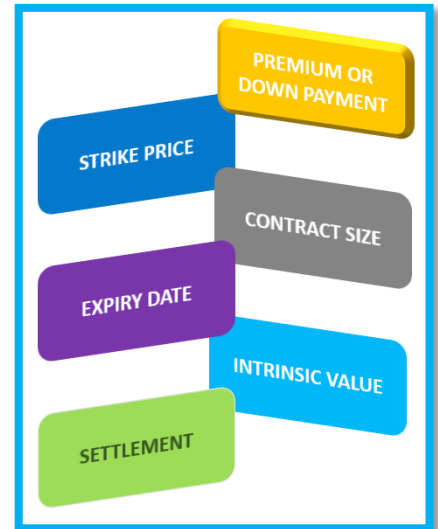 PREMIUM OR
DOWN PAYMENT
STRIKE PRICE
CONTRACT SIZE
EXPIRY DATE
INTRINSIC VALUE
SETTLEMENT